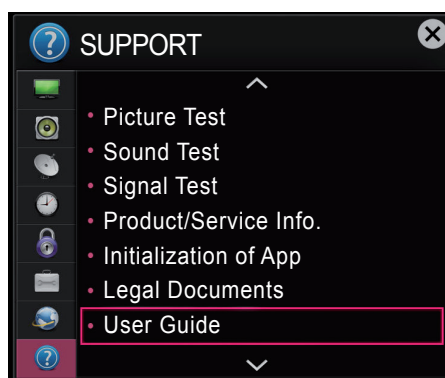 SUPPORT
Picture Test
Sound Test
Signal Test
Product/Service Info.
Initialization of App
Legal Documents
User Guide